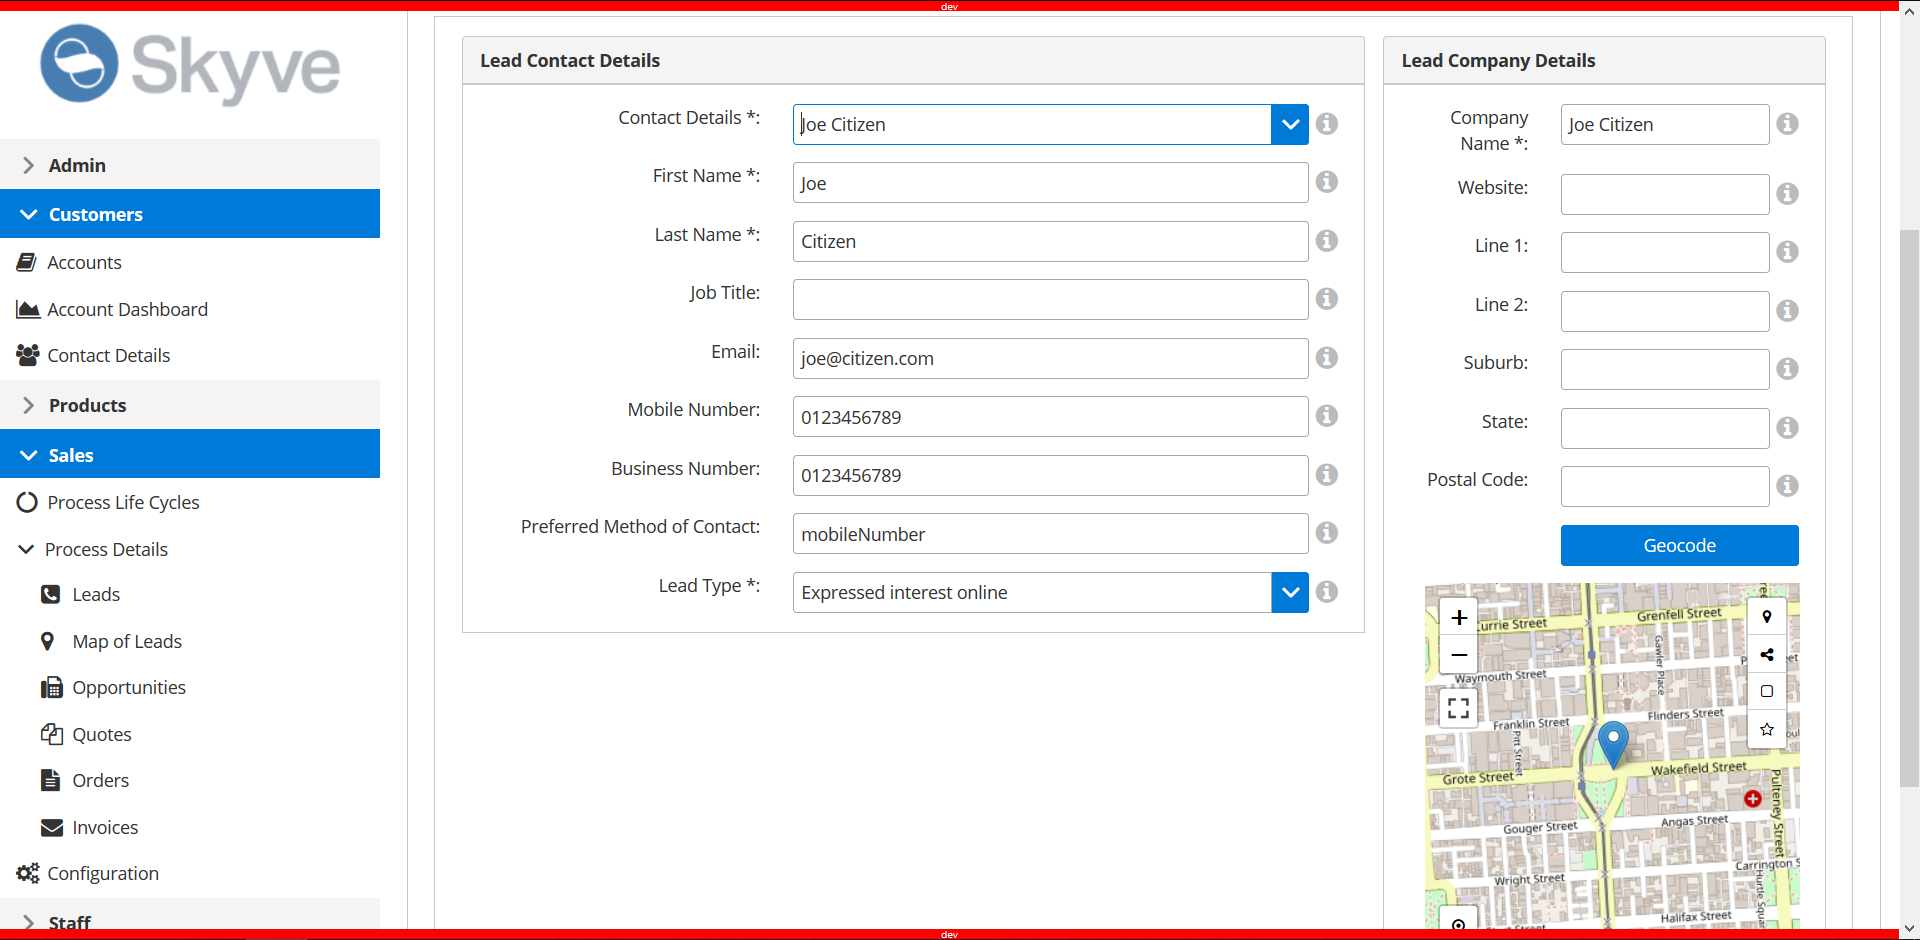 dev
Skyve
Admin
Customers
Accounts
Account Dashboard
Contact Details
Products
Sales
Process Life Cycles
Process Details
Leads
Map of Leads
Opportunities
Quotes
Orders
Invoices
Configuration
Staff
Lead Contact Details
Contact Details *: Joe Citizen
First Name *: Joe
Last Name *: Citizen
Job Title:
Email: joe@citizen.com
Mobile Number: 0123456789
Business Number: 0123456789
Preferred Method of Contact: mobileNumber
Lead Type *: Expressed interest online
Lead Company Details
Company
Name *: Joe Citizen
Website:
Line 1:
Line 2:
Suburb:
State:
Postal Code:
Geocode
Grenfell Street
Currie Street
Gawler Place
Waymouth Street
Flinders Street
Franklin Street
Pitt Street
Wakefield Street
Grote Street
Pulteney Street
Angas Street
Gouger Street
Carrington S
Wright Street
Hurtle Squa
Halifax Street
dev